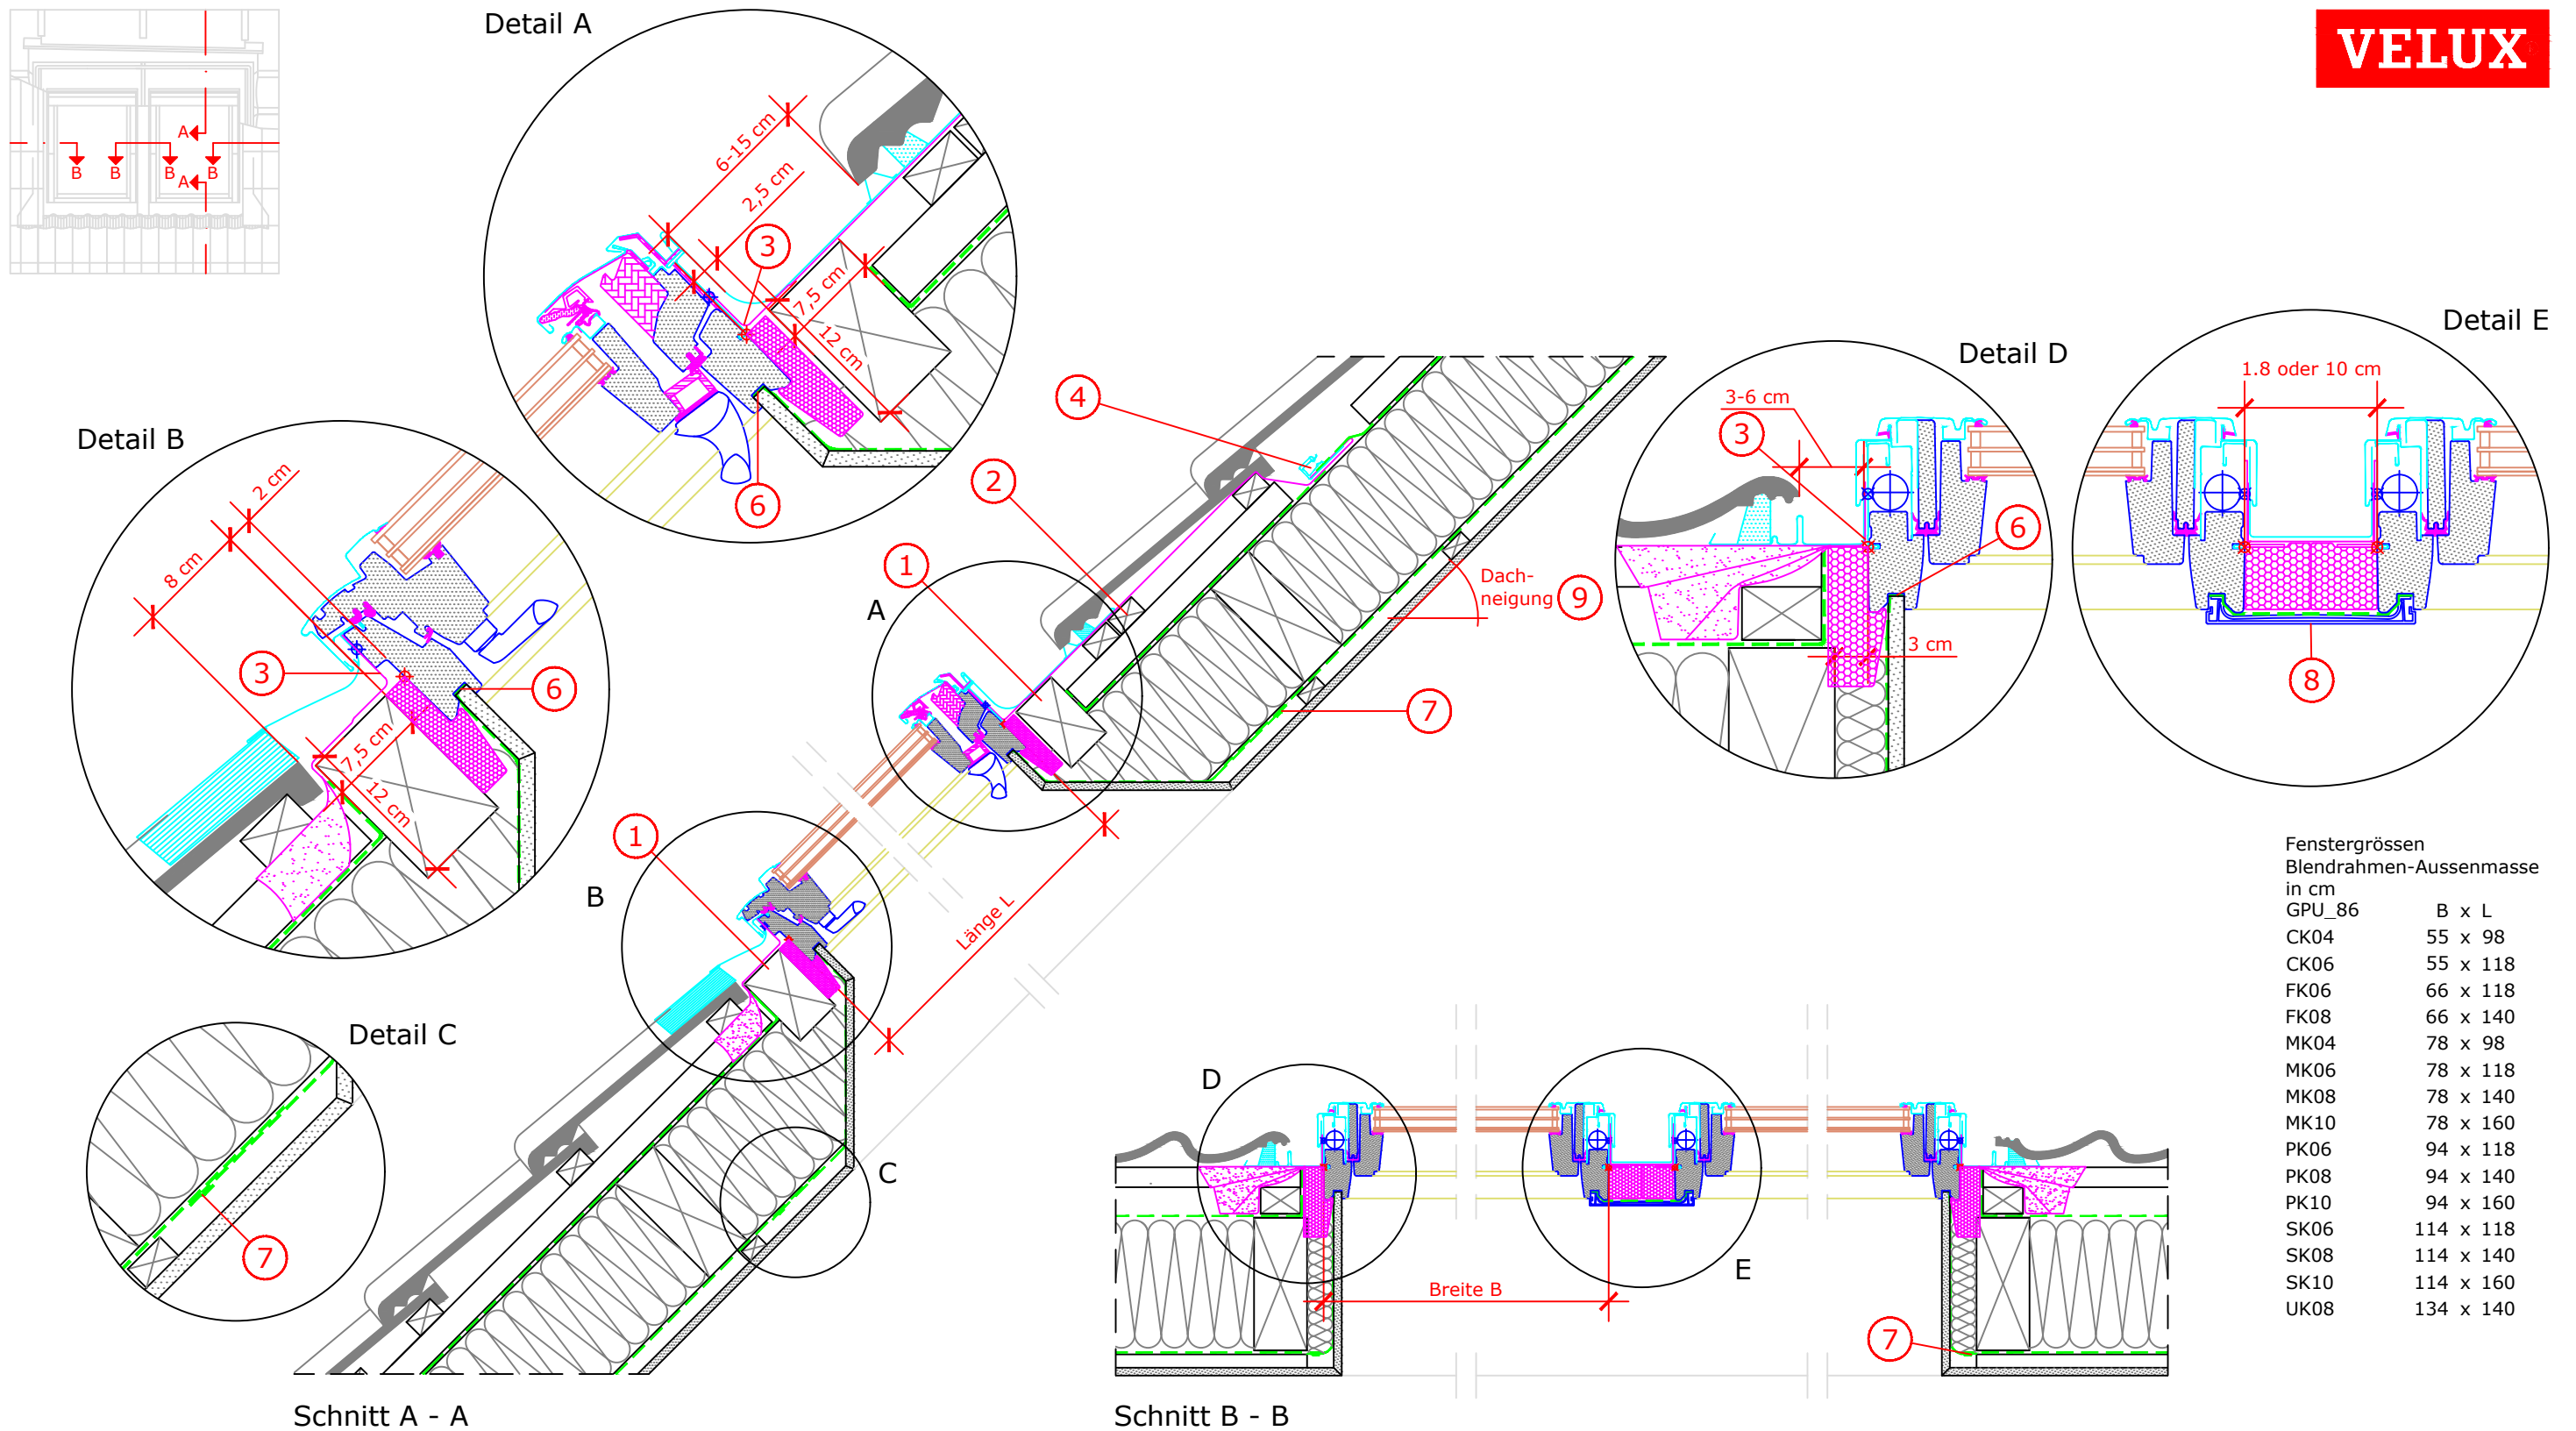 VELUX
A
B
B
B
A
B
Detail A
6-15 cm
2,5 cm
3
7,5 cm
12 cm
6
Detail B
2 cm
8 cm
3
6
7,5 cm
12 cm
Detail C
7
4
2
1
A
Dach-
neigung
9
7
1
B
Länge L
C
Schnitt A - A
Detail D
3-6 cm
3
6
3 cm
Detail E
1.8 oder 10 cm
8
D
E
Breite B
7
Schnitt B - B
Fenstergrössen
Blendrahmen-Aussenmasse
in cm
GPU_86 B x L
CK04 55 x 98
CK06 55 x 118
FK06 66 x 118
FK08 66 x 140
MK04 78 x 98
MK06 78 x 118
MK08 78 x 140
MK10 78 x 160
PK06 94 x 118
PK08 94 x 140
PK10 94 x 160
SK06 114 x 118
SK08 114 x 140
SK10 114 x 160
UK08 134 x 140